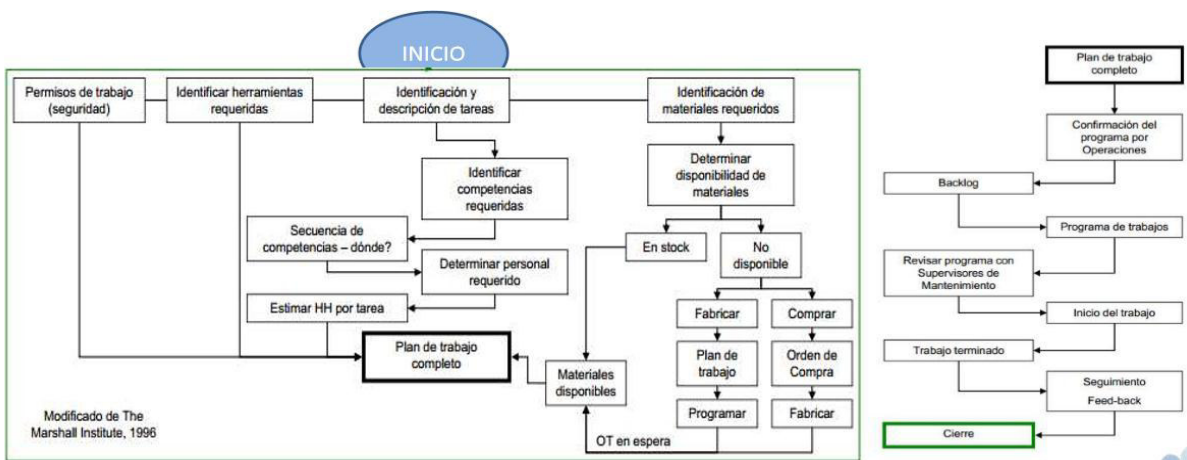 INICIO
Permisos de trabajo
(seguridad)
Identificar herramientas
requeridas
Identificación y
descripción de tareas
Identificación de
materiales requeridos
Identificar
competencias
requeridas
Determinar
disponibilidad de
materiales
Secuencia de
competencias – dónde?
En stock
No
disponible
Determinar personal
requerido
Estimar HH por tarea
Fabricar
Comprar
Plan de trabajo
completo
Materiales
disponibles
Plan de
trabajo
Orden de
Compra
Programar
Fabricar
OT en espera
Modificado de The
Marshall Institute, 1996
Plan de trabajo
completo
Confirmación del
programa por
Operaciones
Backlog
Programa de trabajos
Revisar programa con
Supervisores de
Mantenimiento
Inicio del trabajo
Trabajo terminado
Seguimiento
Feed-back
Cierre